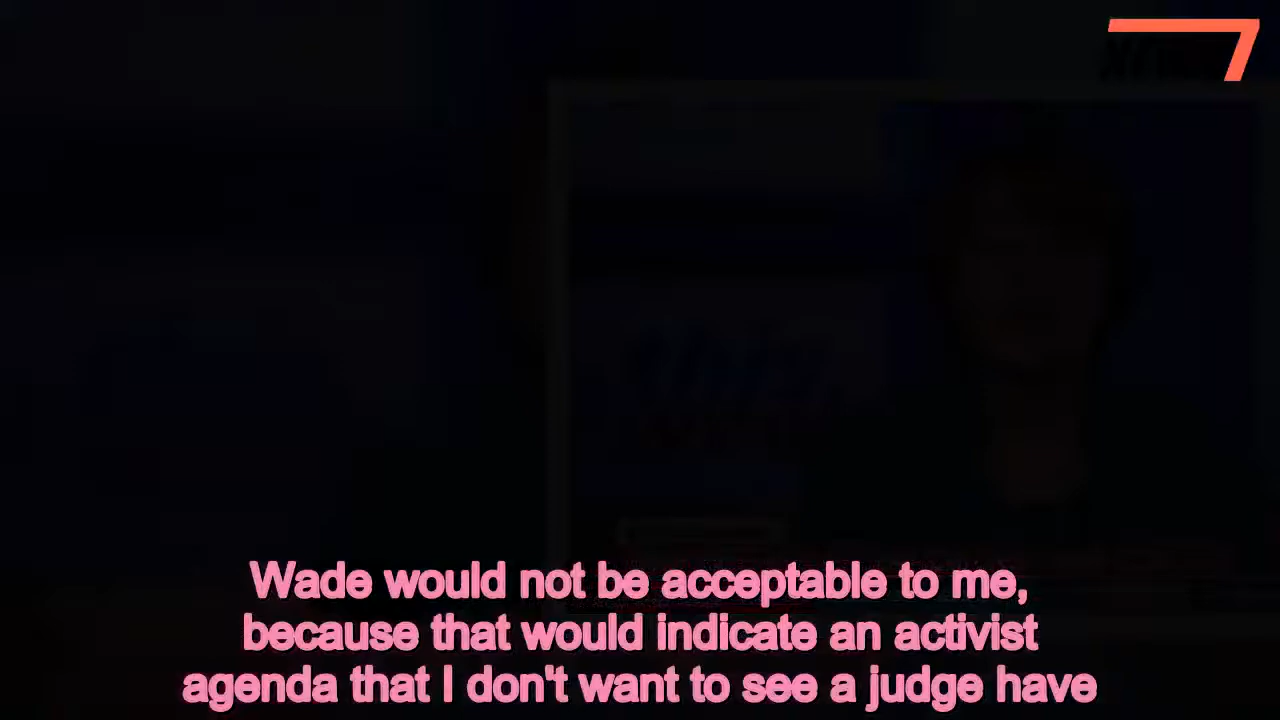 Wade would not be acceptable to me,
because that would indicate an activist
agenda that I don't want to see a judge have